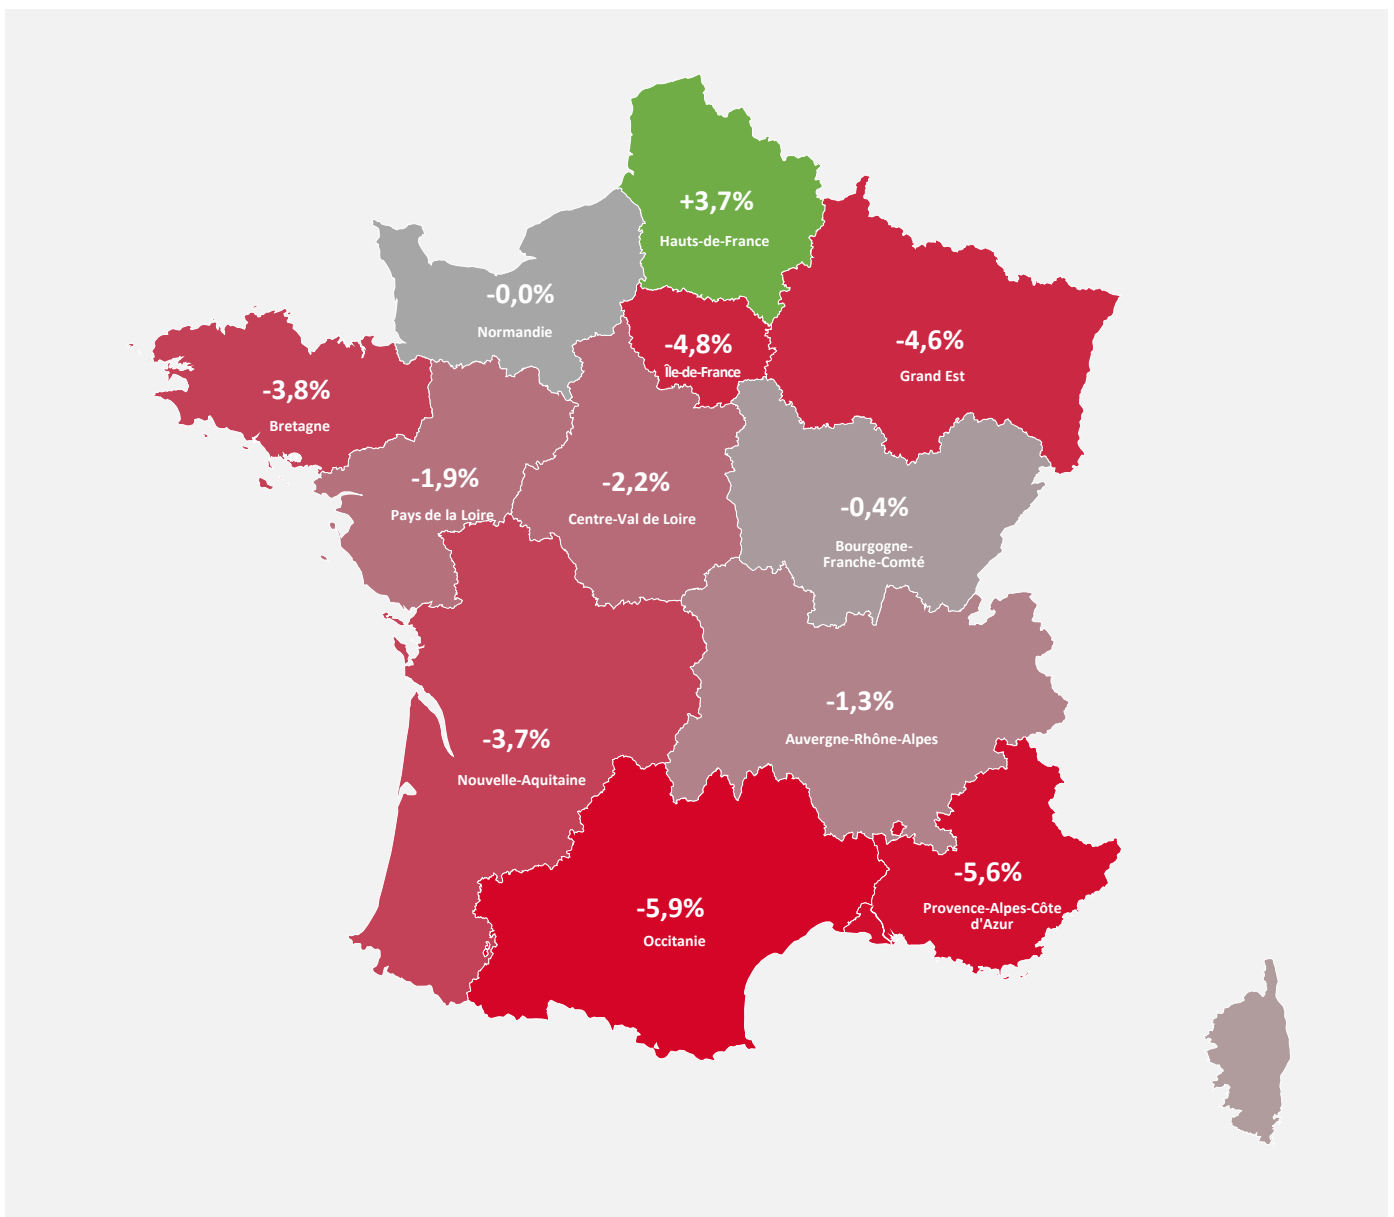 +3,7%
Hauts-de-France
-0,0%
Normandie
-4,8%
Île-de-France
-4,6%
Grand Est
-3,8%
Bretagne
-1,9%
Pays de la Loire
-2,2%
Centre-Val de Loire
-0,4%
Bourgogne-
Franche-Comté
-1,3%
Auvergne-Rhône-Alpes
-3,7%
Nouvelle-Aquitaine
-5,9%
Occitanie
-5,6%
Provence-Alpes-Côte
d'Azur